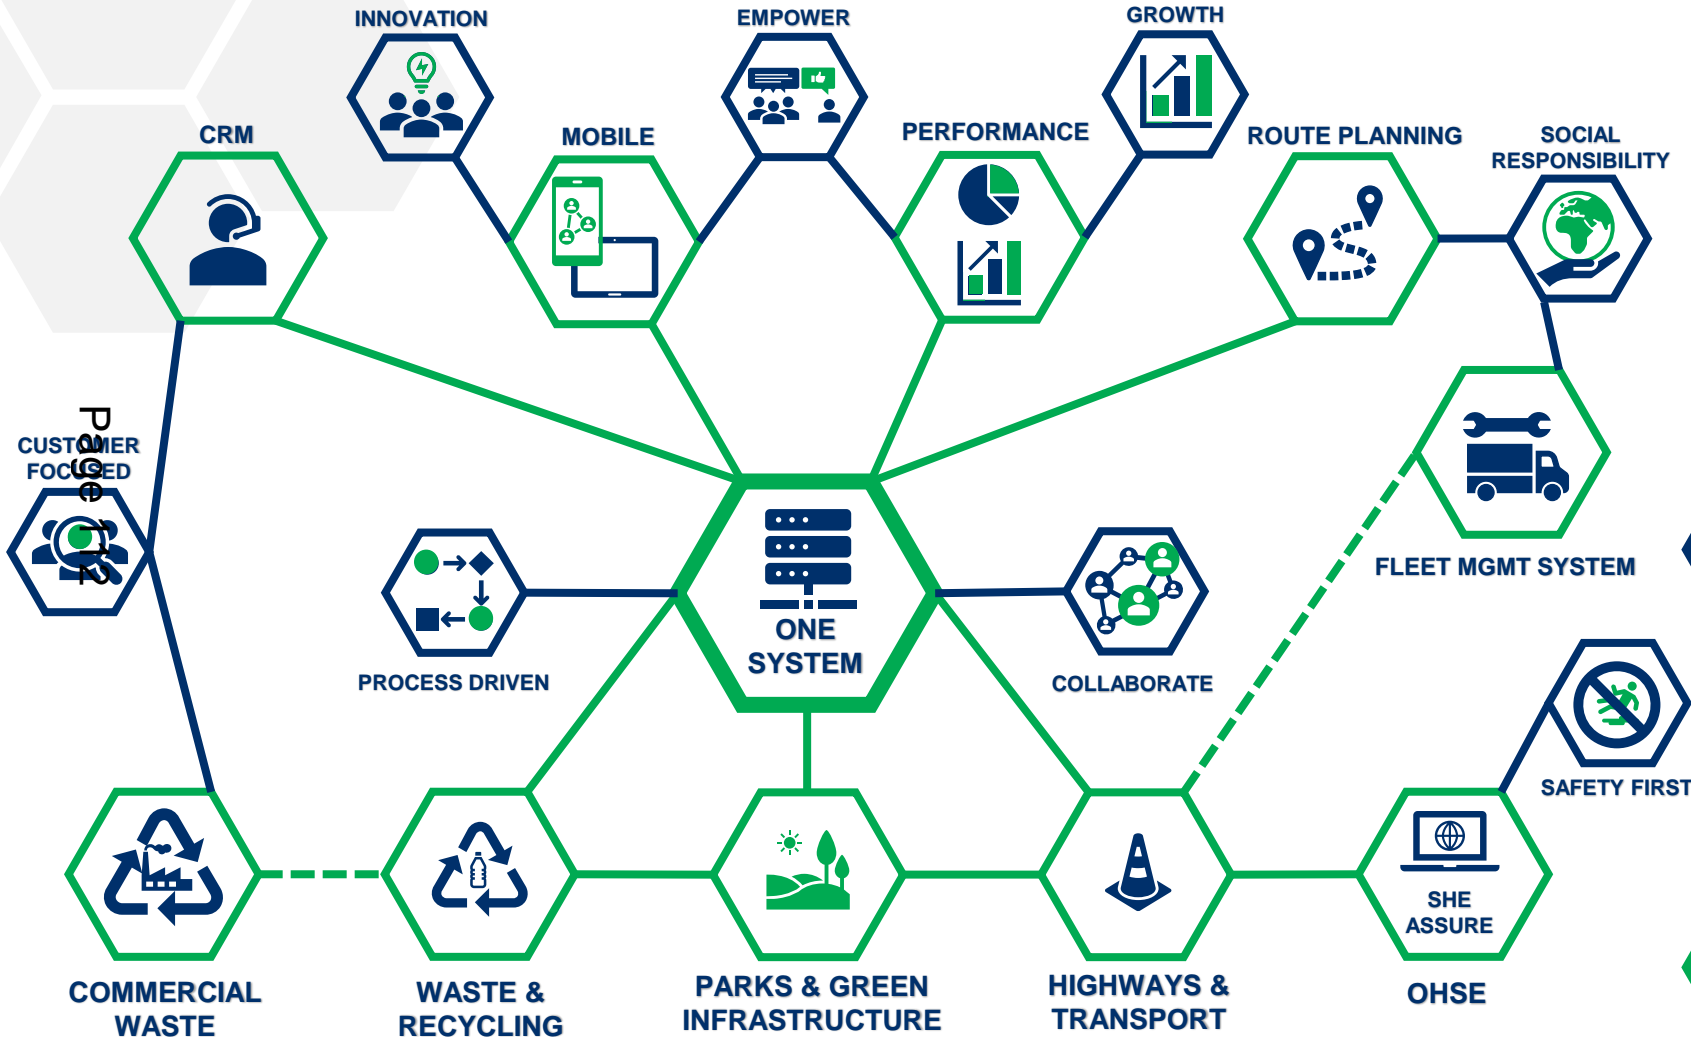 INNOVATION
EMPOWER
GROWTH
CRM
MOBILE
PERFORMANCE
ROUTE PLANNING
SOCIAL
RESPONSIBILITY
CUSTOMER
FOCUSED
Page 112
FLEET MGMT SYSTEM
ONE
SYSTEM
PROCESS DRIVEN
COLLABORATE
SAFETY FIRST
SHE
ASSURE
COMMERCIAL
WASTE
WASTE &
RECYCLING
PARKS & GREEN
INFRASTRUCTURE
HIGHWAYS &
TRANSPORT
OHSE